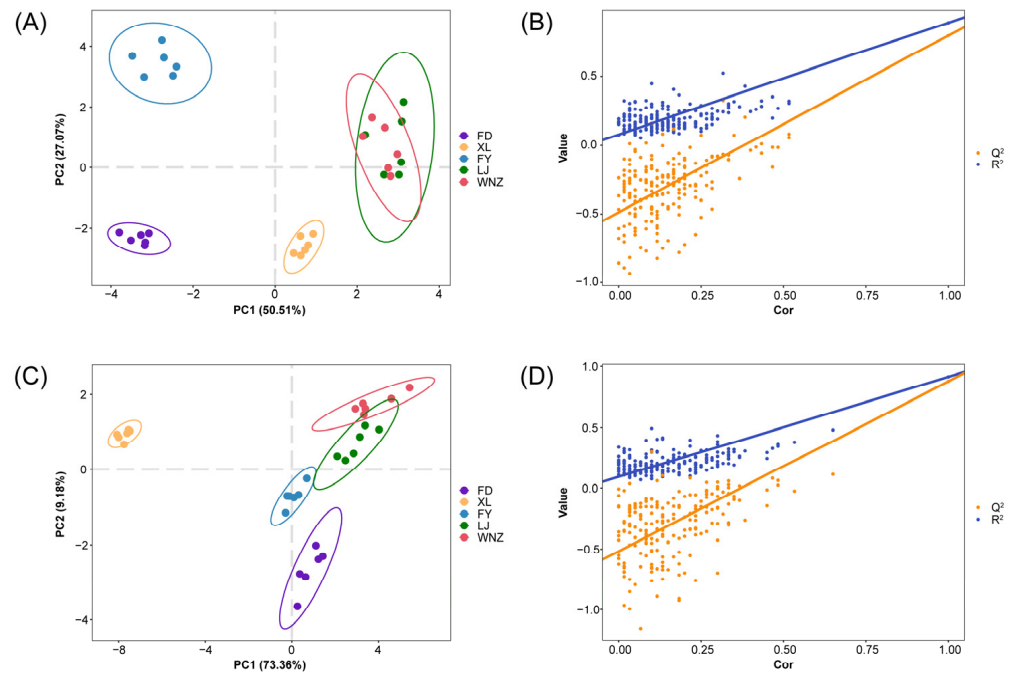 (A)
4
2
0
−2
PC2 (27.07%)
−4
−2
0
2
4
PC1 (50.51%)
FD
XL
FY
LJ
WNZ
(B)
0.5
0.0
−0.5
−1.0
Value
0.00
0.25
0.50
0.75
1.00
Cor
Q²
R²
(C)
2
0
−2
−4
PC2 (9.18%)
−8
−4
0
4
PC1 (73.36%)
FD
XL
FY
LJ
WNZ
(D)
1.0
0.5
0.0
−0.5
−1.0
Value
0.00
0.25
0.50
0.75
1.00
Cor
Q²
R²